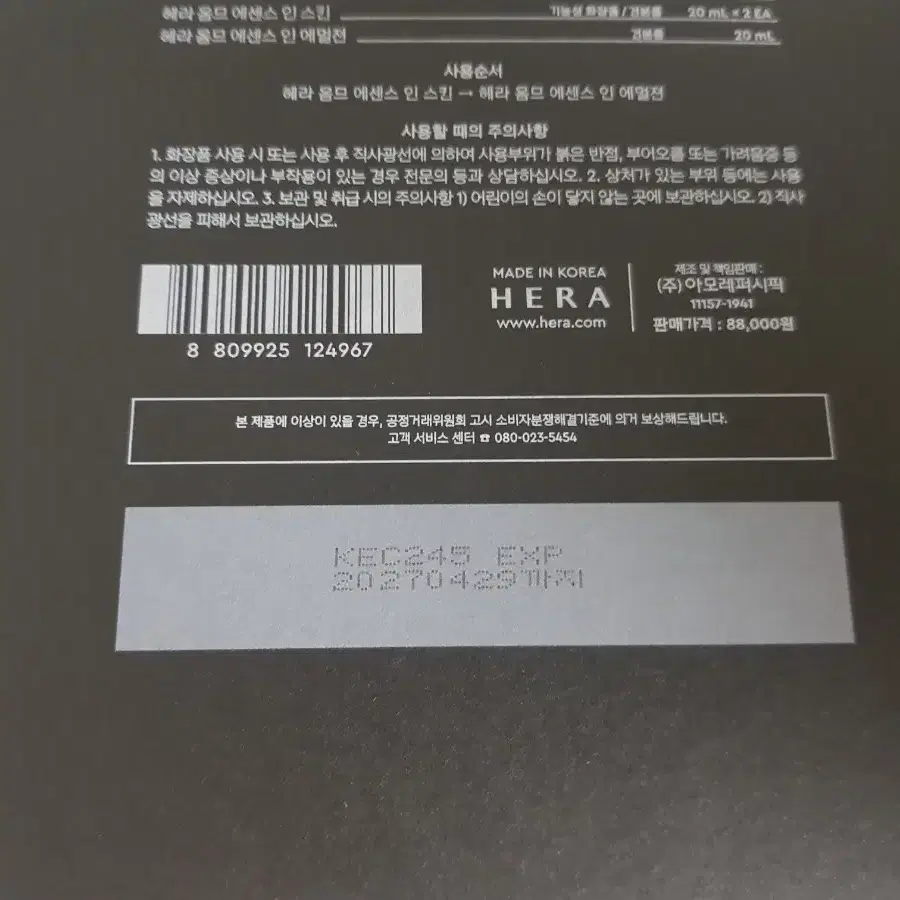 헤라 옴므 에센스 인 스킨 기능성 화장품 / 견본품 20 mL × 2 EA
헤라 옴므 에센스 인 에멀전 견본품 20 mL
사용순서
헤라 옴므 에센스 인 스킨 → 헤라 옴므 에센스 인 에멀젼
사용할 때의 주의사항
1. 화장품 사용 시 또는 사용 후 직사광선에 의하여 사용부위가 붉은 반점, 부어오름 또는 가려움증 등
의 이상 증상이나 부작용이 있는 경우 전문의 등과 상담하십시오. 2. 상처가 있는 부위 등에는 사용
을 자제하십시오. 3. 보관 및 취급 시의 주의사항 1) 어린이의 손이 닿지 않는 곳에 보관하십시오. 2) 직사
광선을 피해서 보관하십시오.
MADE IN KOREA
HERA
www.hera.com
제조 및 책임판매 :
(주)아모레퍼시픽
11157-1941
판매가격 : 88,000원
8 809925 124967
본 제품에 이상이 있을 경우, 공정거래위원회 고시 소비자분쟁해결기준에 의거 보상해드립니다.
고객 서비스 센터 ☎ 080-023-5454
KEC245 EXP
20270429까지